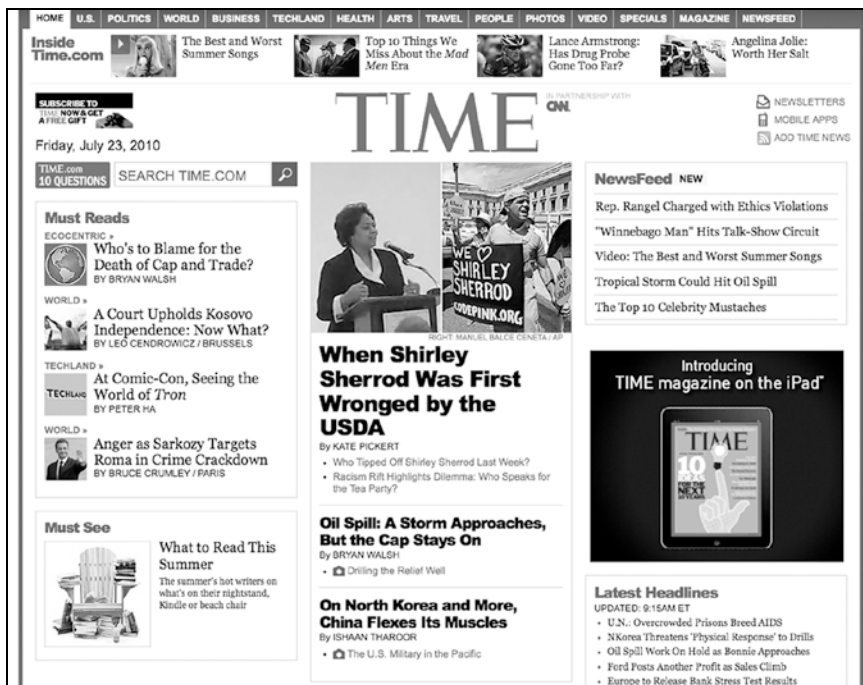 HOME U.S. POLITICS WORLD BUSINESS TECHLAND HEALTH ARTS TRAVEL PEOPLE PHOTOS VIDEO SPECIALS MAGAZINE NEWSFEED
Inside
Time.com
The Best and Worst
Summer Songs
Top 10 Things We
Miss About the Mad
Men Era
Lance Armstrong:
Has Drug Probe
Gone Too Far?
Angelina Jolie:
Worth Her Salt
SUBSCRIBE TO
TIME NOW & GET
A FREE GIFT
Friday, July 23, 2010
TIME
IN PARTNERSHIP WITH
CNN
NEWSLETTERS
MOBILE APPS
ADD TIME NEWS
TIME.com
10 QUESTIONS
SEARCH TIME.COM
Must Reads
ECOCENTRIC »
Who's to Blame for the
Death of Cap and Trade?
BY BRYAN WALSH
WORLD »
A Court Upholds Kosovo
Independence: Now What?
BY LEO CENDROWICZ / BRUSSELS
TECHLAND »
TECHLAND
At Comic-Con, Seeing the
World of Tron
BY PETER HA
WORLD »
Anger as Sarkozy Targets
Roma in Crime Crackdown
BY BRUCE CRUMLEY / PARIS
Must See
What to Read This
Summer
The summer's hot writers on
what's on their nightstand,
Kindle or beach chair
WE
SHIRLEY
SHERROD
CODEPINK.ORG
RIGHT: MANUEL BALCE CENETA / AP
When Shirley
Sherrod Was First
Wronged by the
USDA
By KATE PICKERT
• Who Tipped Off Shirley Sherrod Last Week?
• Racism Rift Highlights Dilemma: Who Speaks for
the Tea Party?
Oil Spill: A Storm Approaches,
But the Cap Stays On
By BRYAN WALSH
• Drilling the Relief Well
On North Korea and More,
China Flexes Its Muscles
By ISHAAN THAROOR
• The U.S. Military in the Pacific
NewsFeed NEW
Rep. Rangel Charged with Ethics Violations
"Winnebago Man" Hits Talk-Show Circuit
Video: The Best and Worst Summer Songs
Tropical Storm Could Hit Oil Spill
The Top 10 Celebrity Mustaches
Introducing
TIME magazine on the iPad™
TIME
10
FOR THE
NEXT
10 YEARS
Latest Headlines
UPDATED: 9:15AM ET
• U.N.: Overcrowded Prisons Breed AIDS
• NKorea Threatens 'Physical Response' to Drills
• Oil Spill Work On Hold as Bonnie Approaches
• Ford Posts Another Profit as Sales Climb
• Europe to Release Bank Stress Test Results